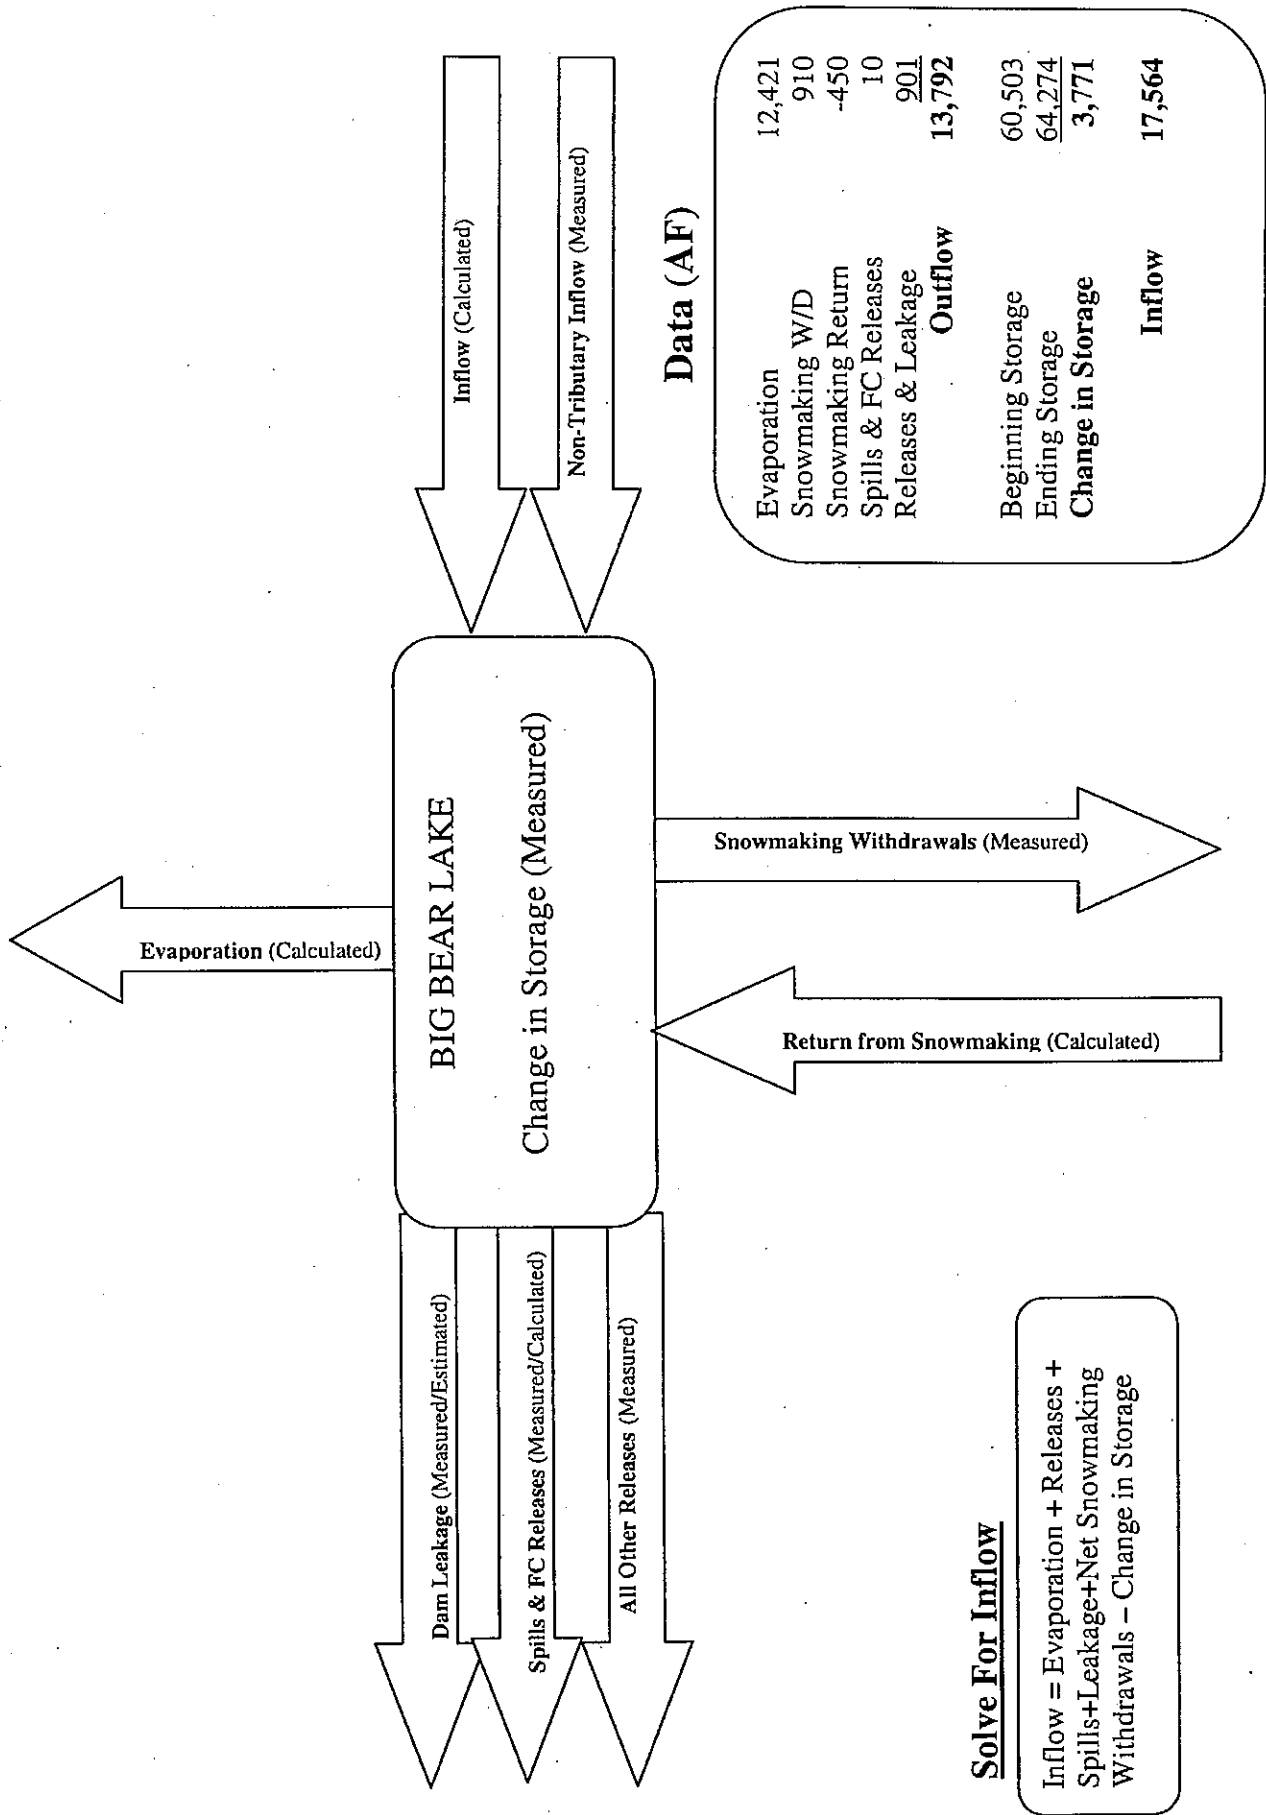 Evaporation (Calculated)
Dam Leakage (Measured/Estimated)
Spills & FC Releases (Measured/Calculated)
All Other Releases (Measured)
BIG BEAR LAKE
Change in Storage (Measured)
Inflow (Calculated)
Non-Tributary Inflow (Measured)
Return from Snowmaking (Calculated)
Snowmaking Withdrawals (Measured)
Solve For Inflow
Inflow = Evaporation + Releases +
Spills+Leakage+Net Snowmaking
Withdrawals – Change in Storage
Data (AF)
Evaporation 12,421
Snowmaking W/D 910
Snowmaking Return -450
Spills & FC Releases 10
Releases & Leakage 901
Outflow 13,792
Beginning Storage 60,503
Ending Storage 64,274
Change in Storage 3,771
Inflow 17,564